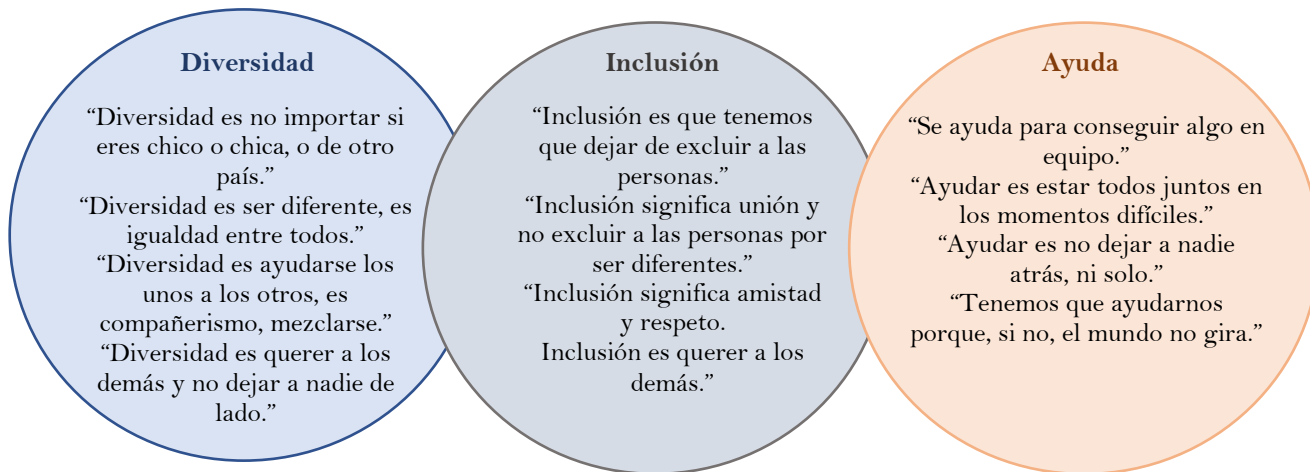 Diversidad
“Diversidad es no importar si
eres chico o chica, o de otro
país.”
“Diversidad es ser diferente, es
igualdad entre todos.”
“Diversidad es ayudarse los
unos a los otros, es
compañerismo, mezclarse.”
“Diversidad es querer a los
demás y no dejar a nadie de
lado.”
Inclusión
“Inclusión es que tenemos
que dejar de excluir a las
personas.”
“Inclusión significa unión y
no excluir a las personas por
ser diferentes.”
“Inclusión significa amistad
y respeto.
Inclusión es querer a los
demás.”
Ayuda
“Se ayuda para conseguir algo en
equipo.”
“Ayudar es estar todos juntos en
los momentos difíciles.”
“Ayudar es no dejar a nadie
atrás, ni solo.”
“Tenemos que ayudarnos
porque, si no, el mundo no gira.”